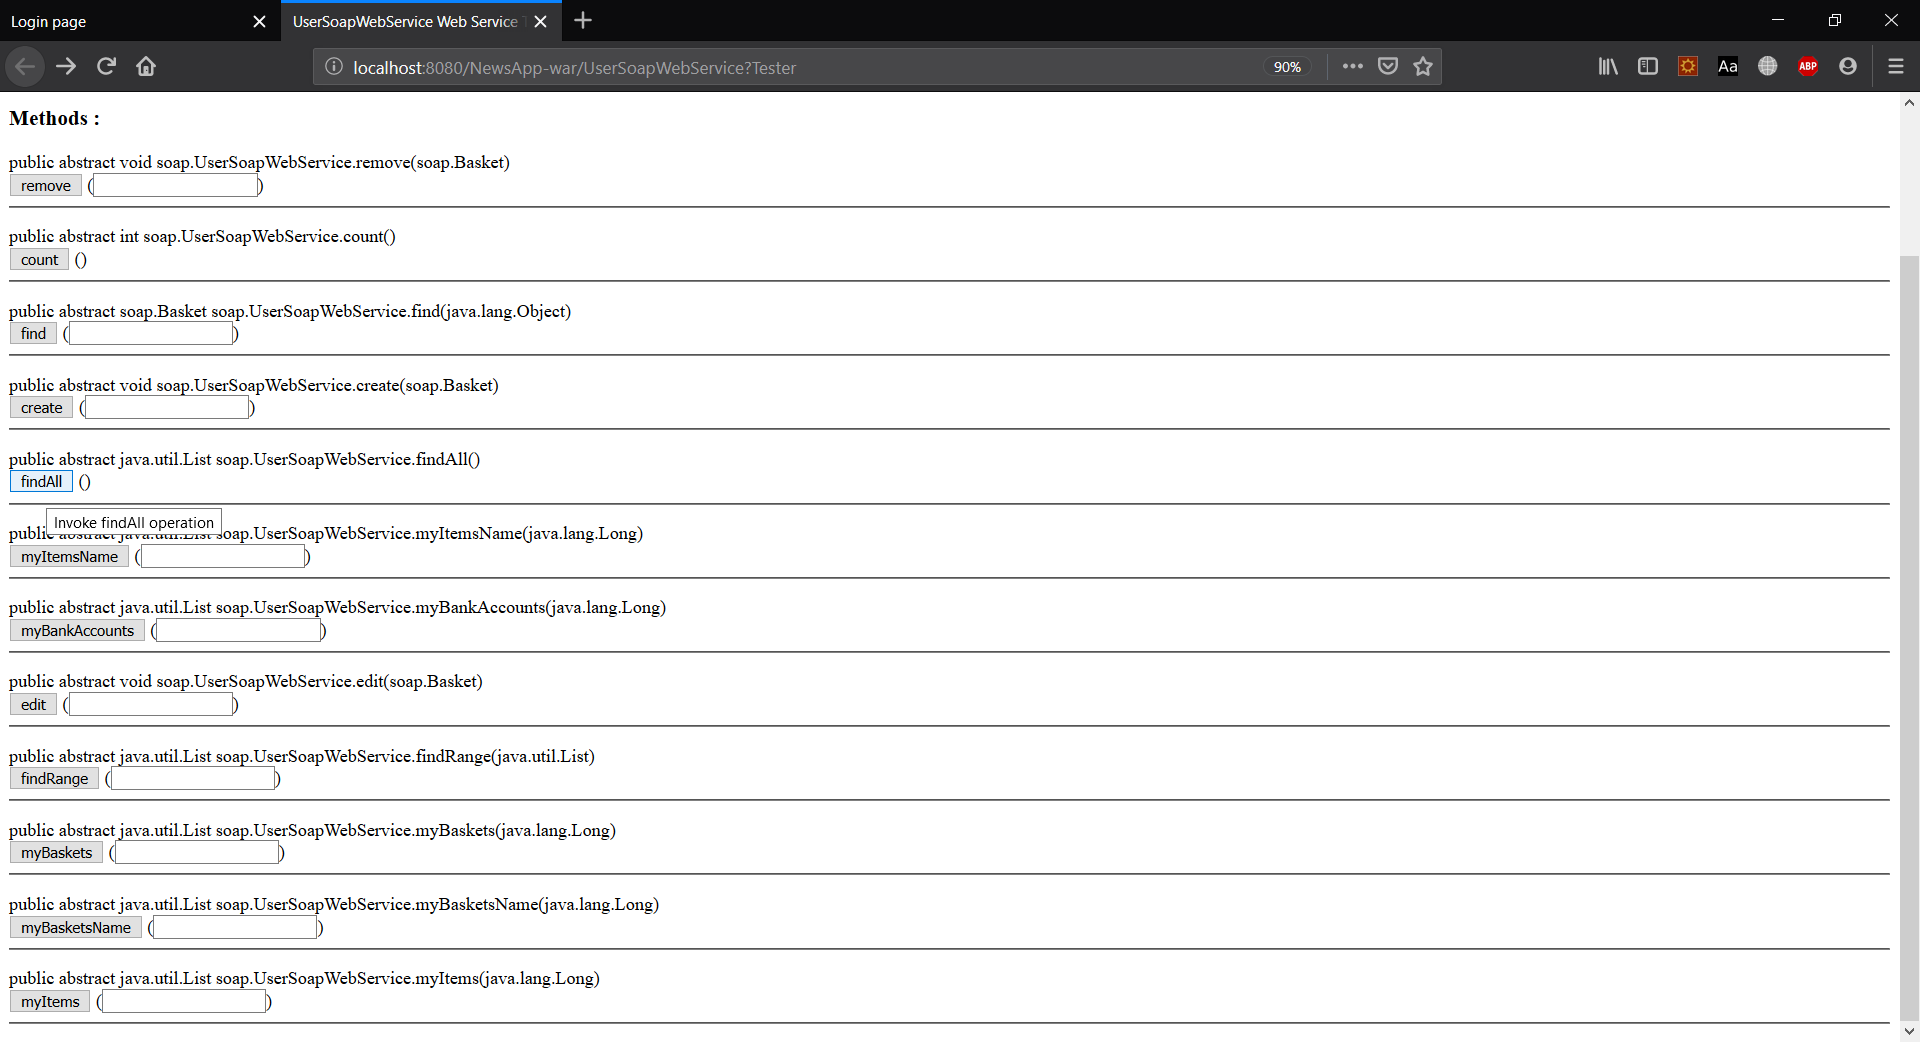 Login page
UserSoapWebService Web Service
localhost:8080/NewsApp-war/UserSoapWebService?Tester
90%
Aa
ABP
Methods :
public abstract void soap.UserSoapWebService.remove(soap.Basket)
remove ( )
public abstract int soap.UserSoapWebService.count()
count ()
public abstract soap.Basket soap.UserSoapWebService.find(java.lang.Object)
find ( )
public abstract void soap.UserSoapWebService.create(soap.Basket)
create ( )
public abstract java.util.List soap.UserSoapWebService.findAll()
findAll ()
Invoke findAll operation
public abstract java.util.List soap.UserSoapWebService.myItemsName(java.lang.Long)
myItemsName ( )
public abstract java.util.List soap.UserSoapWebService.myBankAccounts(java.lang.Long)
myBankAccounts ( )
public abstract void soap.UserSoapWebService.edit(soap.Basket)
edit ( )
public abstract java.util.List soap.UserSoapWebService.findRange(java.util.List)
findRange ( )
public abstract java.util.List soap.UserSoapWebService.myBaskets(java.lang.Long)
myBaskets ( )
public abstract java.util.List soap.UserSoapWebService.myBasketsName(java.lang.Long)
myBasketsName ( )
public abstract java.util.List soap.UserSoapWebService.myItems(java.lang.Long)
myItems ( )